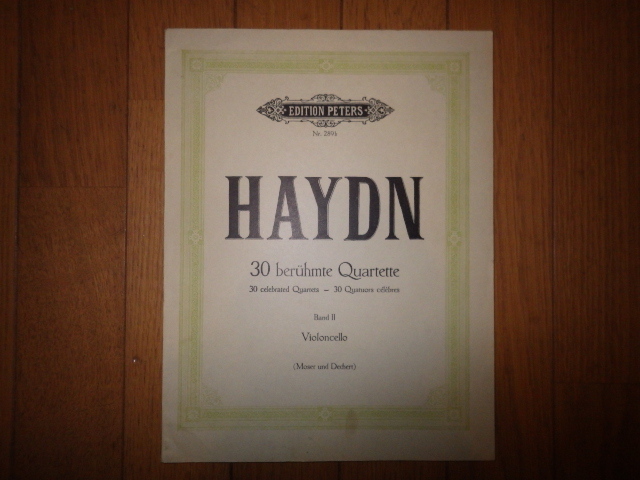 EDITION PETERS
Nr. 289b
HAYDN
30 berühmte Quartette
30 celebrated Quartets — 30 Quatuors célèbres
Band II
Violoncello
(Moser und Dechert)